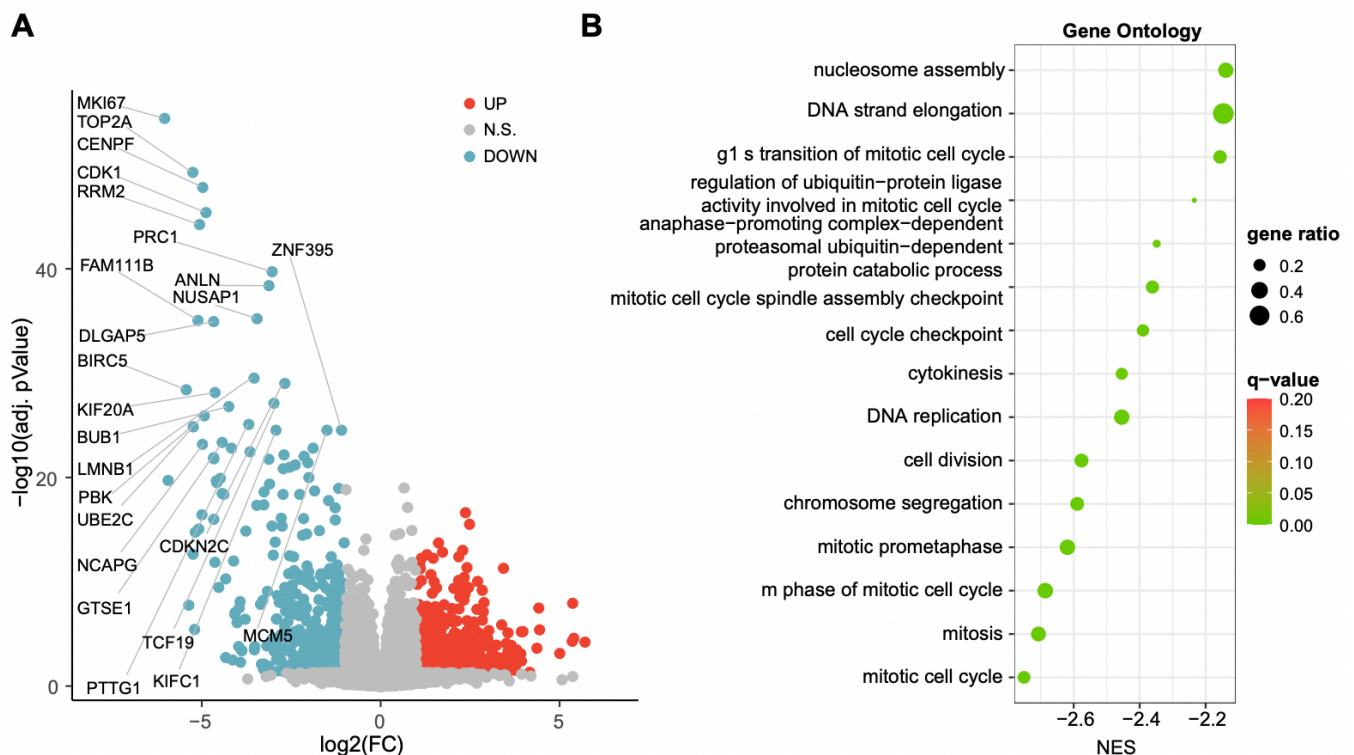 A
MKI67
TOP2A
CENPF
CDK1
RRM2
PRC1
ZNF395
FAM111B
ANLN
NUSAP1
DLGAP5
BIRC5
KIF20A
BUB1
LMNB1
PBK
UBE2C
CDKN2C
NCAPG
GTSE1
TCF19
MCM5
KIFC1
PTTG1
UP
N.S.
DOWN
40
20
0
−log10(adj. pValue)
−5
0
5
log2(FC)
B
Gene Ontology
nucleosome assembly
DNA strand elongation
g1 s transition of mitotic cell cycle
regulation of ubiquitin−protein ligase
activity involved in mitotic cell cycle
anaphase−promoting complex−dependent
proteasomal ubiquitin−dependent
protein catabolic process
mitotic cell cycle spindle assembly checkpoint
cell cycle checkpoint
cytokinesis
DNA replication
cell division
chromosome segregation
mitotic prometaphase
m phase of mitotic cell cycle
mitosis
mitotic cell cycle
−2.6
−2.4
−2.2
NES
gene ratio
0.2
0.4
0.6
q−value
0.20
0.15
0.10
0.05
0.00